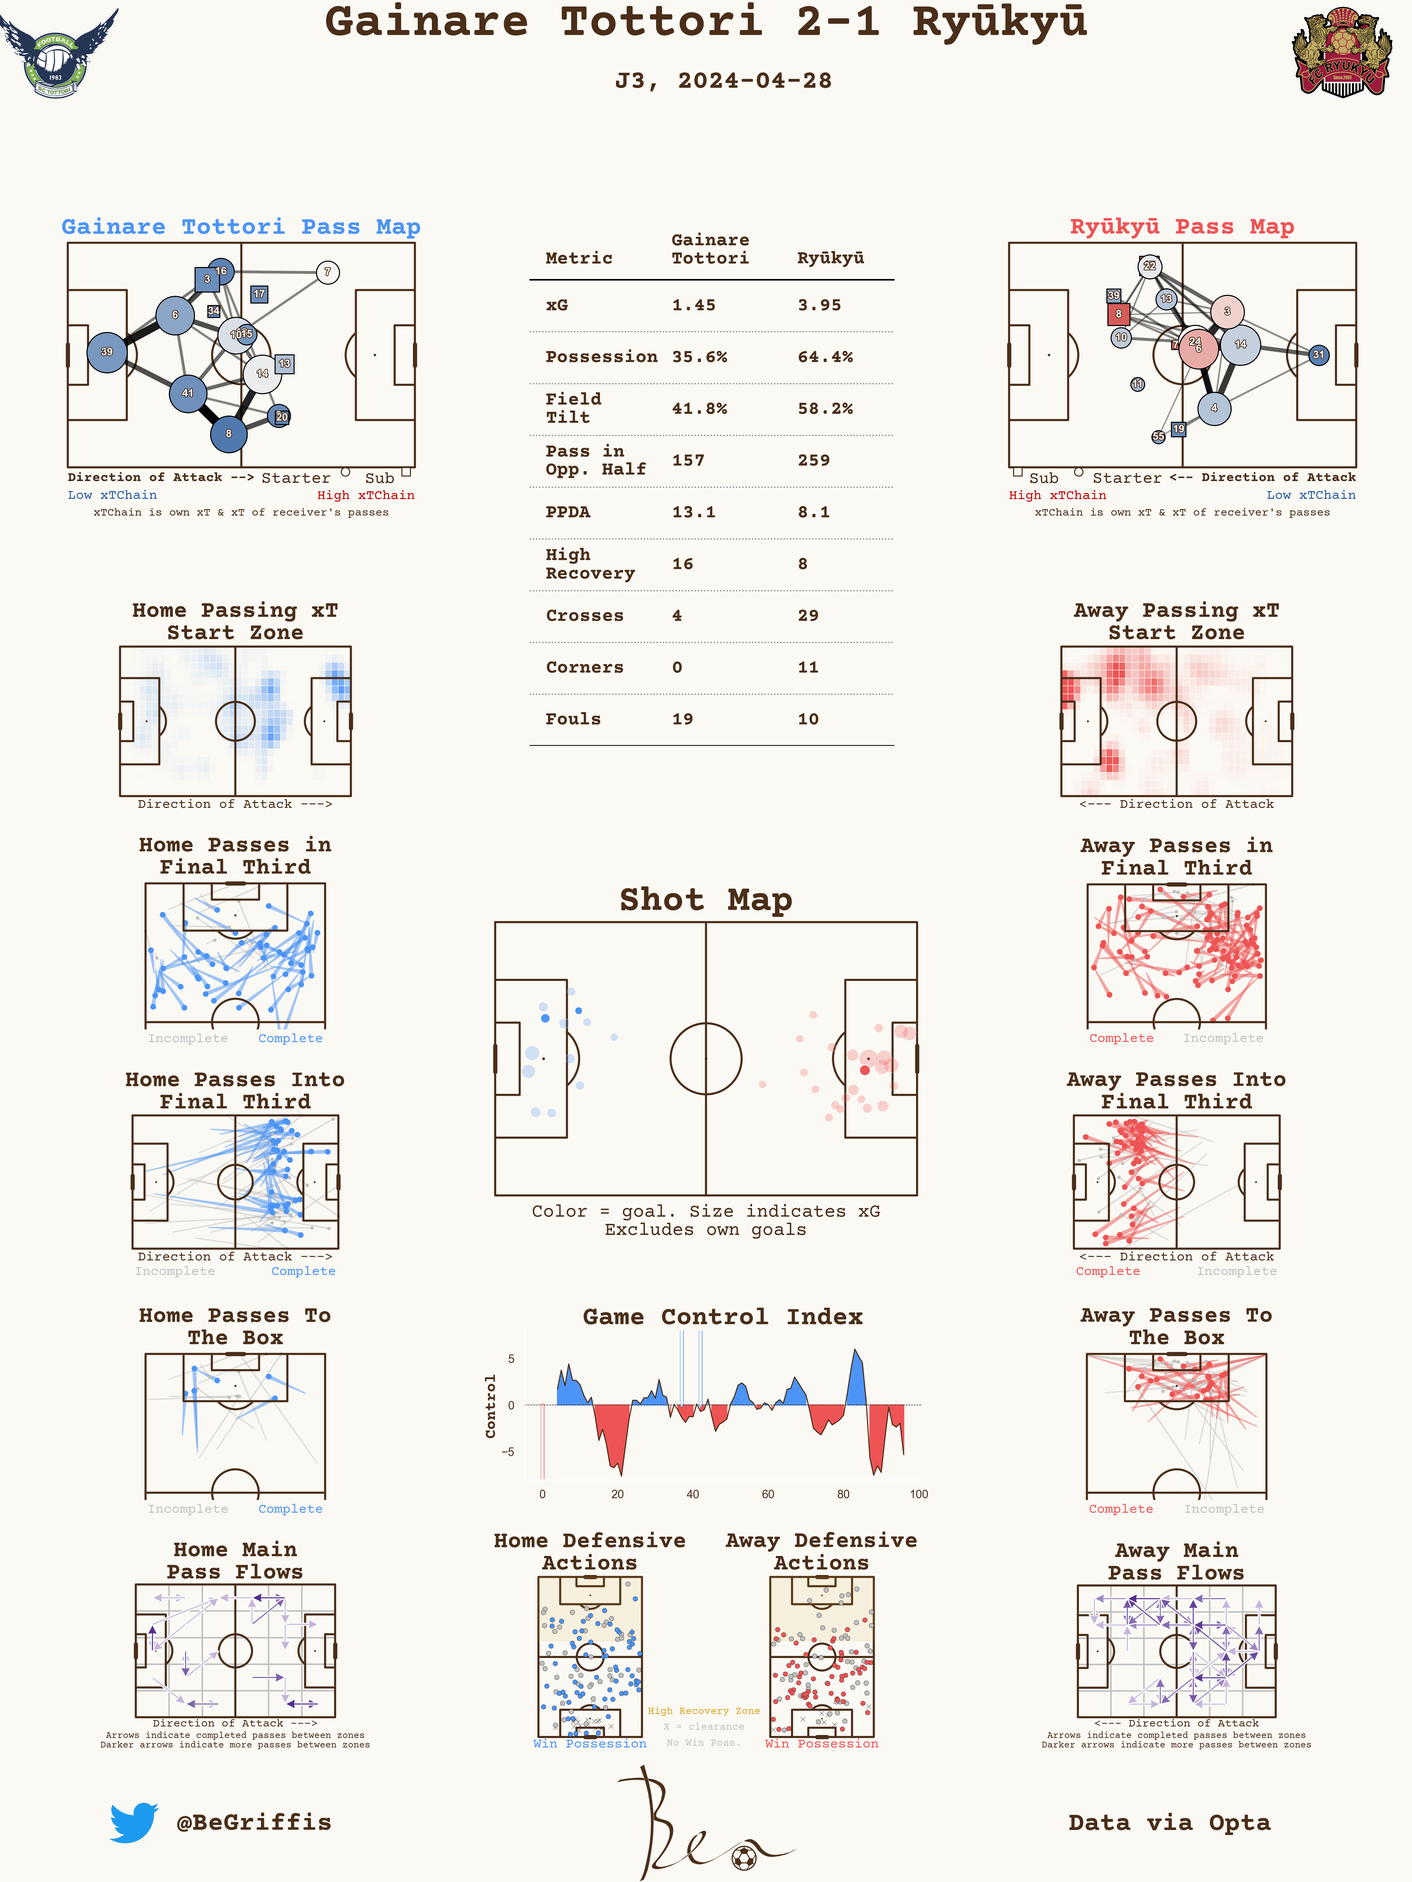 Gainare Tottori 2-1 Ryūkyū
J3, 2024-04-28
FOOTBALL
1983
SC TOTTORI
FC RYUKYU
Since 2003
Gainare Tottori Pass Map
3
16
7
17
34
6
10
15
39
13
14
41
20
8
Direction of Attack --> Starter Sub
Low xTChain High xTChain
xTChain is own xT & xT of receiver's passes
Metric Gainare Tottori Ryūkyū
xG 1.45 3.95
Possession 35.6% 64.4%
Field Tilt 41.8% 58.2%
Pass in Opp. Half 157 259
PPDA 13.1 8.1
High Recovery 16 8
Crosses 4 29
Corners 0 11
Fouls 19 10
Ryūkyū Pass Map
22
39
13
8
3
10
7
24
6
14
31
11
4
55
19
Sub Starter <-- Direction of Attack
High xTChain Low xTChain
xTChain is own xT & xT of receiver's passes
Home Passing xT
Start Zone
Direction of Attack --->
Away Passing xT
Start Zone
<--- Direction of Attack
Home Passes in
Final Third
Incomplete Complete
Away Passes in
Final Third
Complete Incomplete
Shot Map
Color = goal. Size indicates xG
Excludes own goals
Home Passes Into
Final Third
Direction of Attack --->
Incomplete Complete
Away Passes Into
Final Third
<--- Direction of Attack
Complete Incomplete
Home Passes To
The Box
Incomplete Complete
Game Control Index
Control
5
0
−5
0 20 40 60 80 100
Away Passes To
The Box
Complete Incomplete
Home Main
Pass Flows
Direction of Attack --->
Arrows indicate completed passes between zones
Darker arrows indicate more passes between zones
Home Defensive
Actions
Win Possession
Away Defensive
Actions
Win Possession
High Recovery Zone
X = clearance
No Win Poss.
Away Main
Pass Flows
<--- Direction of Attack
Arrows indicate completed passes between zones
Darker arrows indicate more passes between zones
@BeGriffis
Ben
Data via Opta